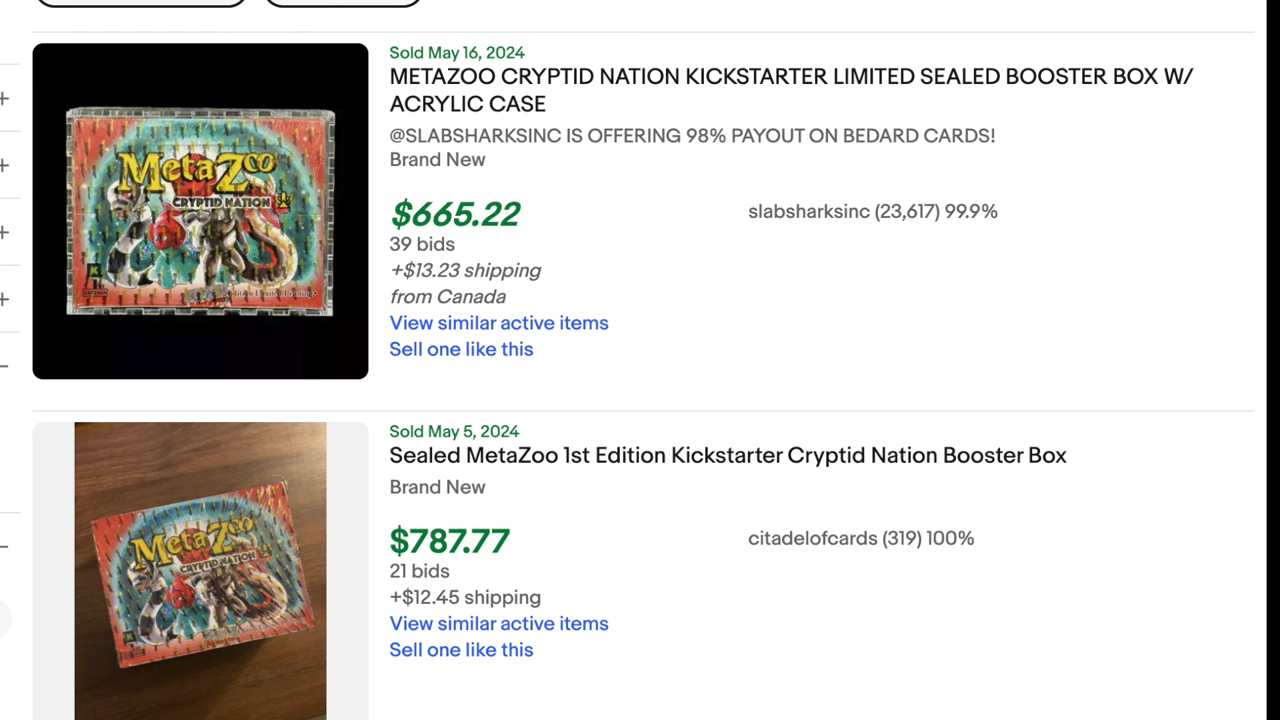 Sold May 16, 2024
METAZOO CRYPTID NATION KICKSTARTER LIMITED SEALED BOOSTER BOX W/
ACRYLIC CASE
@SLABSHARKSINC IS OFFERING 98% PAYOUT ON BEDARD CARDS!
Brand New
$665.22
slabsharksinc (23,617) 99.9%
39 bids
+$13.23 shipping
from Canada
View similar active items
Sell one like this
MetaZoo
CRYPTID NATION
Sold May 5, 2024
Sealed MetaZoo 1st Edition Kickstarter Cryptid Nation Booster Box
Brand New
$787.77
citadelofcards (319) 100%
21 bids
+$12.45 shipping
View similar active items
Sell one like this
MetaZoo
CRYPTID NATION